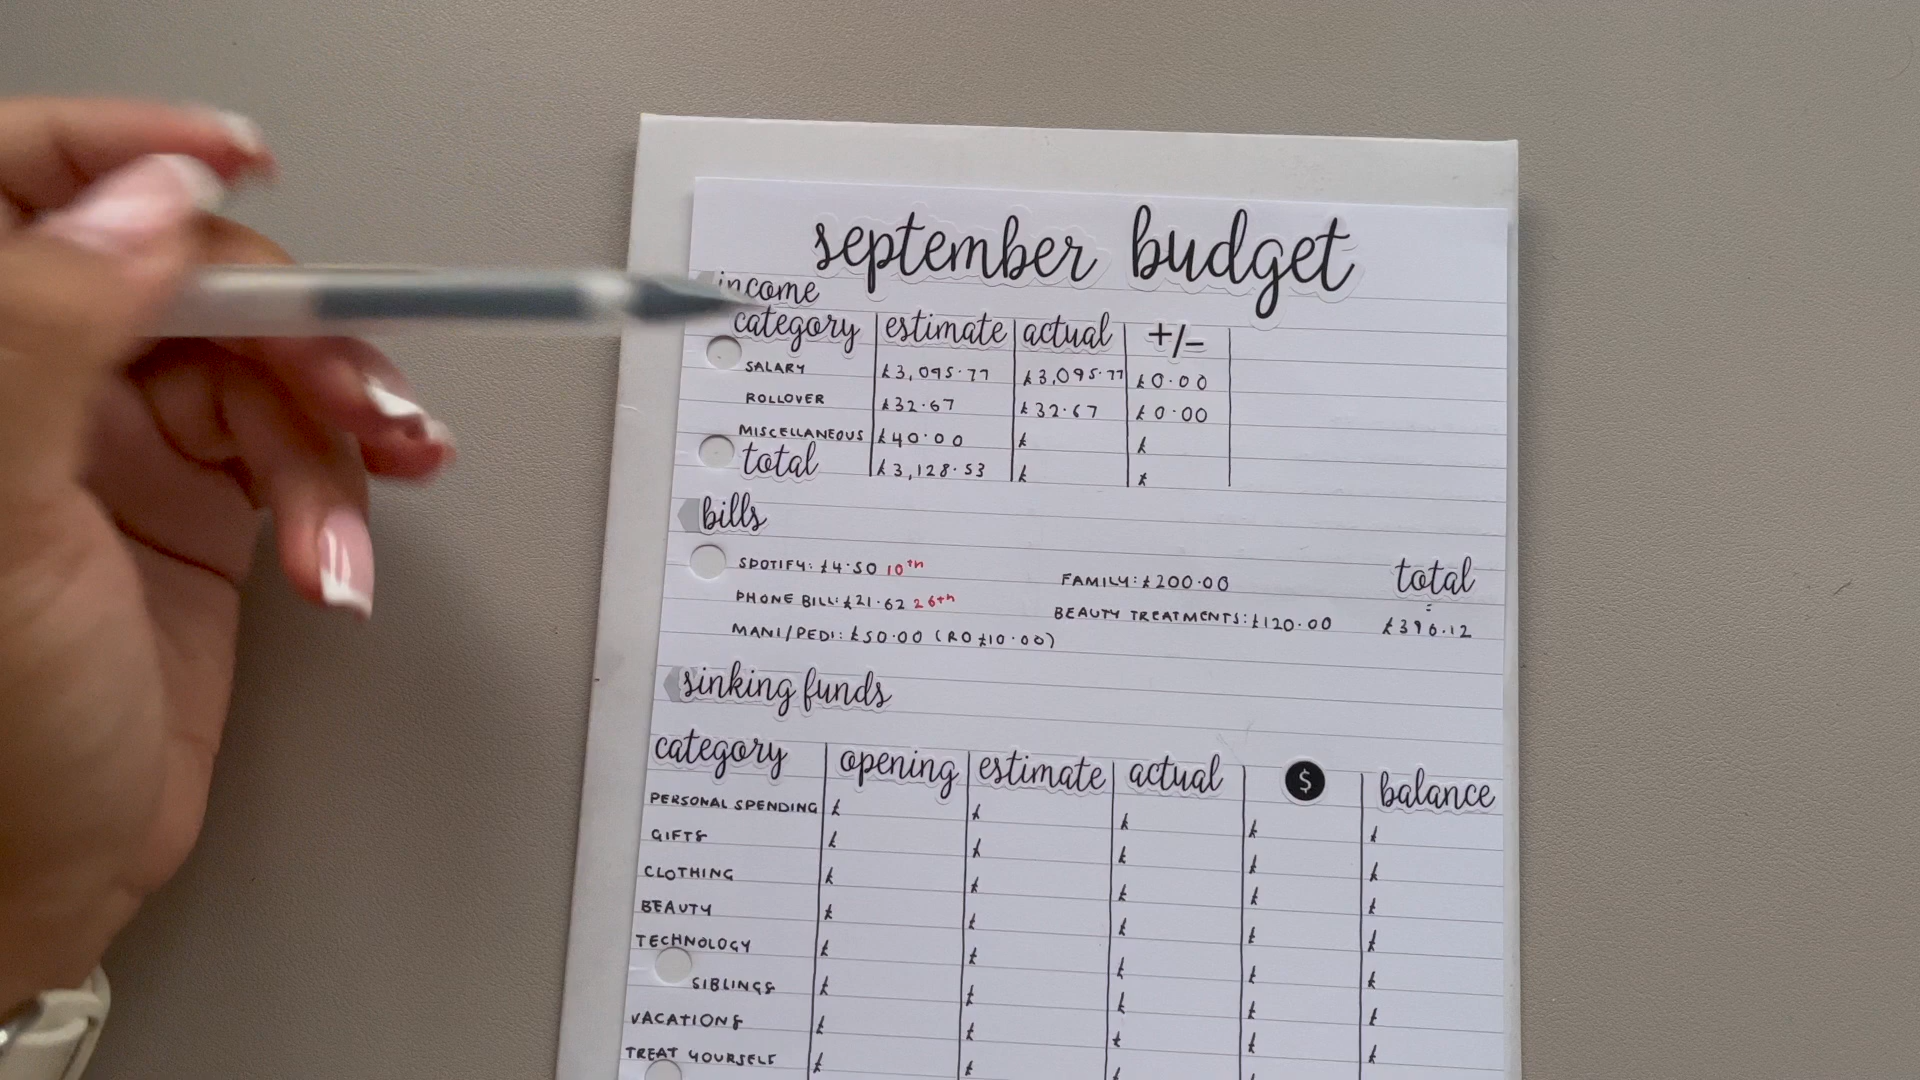 september budget
income
category estimate actual +/-
SALARY £3,095.77 £3,095.77 £0.00
ROLLOVER £32.67 £32.67 £0.00
MISCELLANEOUS £40.00 £ £
total £3,128.53 £ £
bills
SPOTIFY: £4.50 10th
PHONE BILL: £21.62 26th
MANI/PEDI: £50.00 (RO £10.00)
FAMILY: £200.00
BEAUTY TREATMENTS: £120.00
total
: £396.12
sinking funds
category opening estimate actual $ balance
PERSONAL SPENDING £ £ £ £ £
GIFTS £ £ £ £ £
CLOTHING £ £ £ £ £
BEAUTY £ £ £ £ £
TECHNOLOGY £ £ £ £ £
SIBLINGS £ £ £ £ £
VACATIONS £ £ £ £ £
TREAT YOURSELF £ £